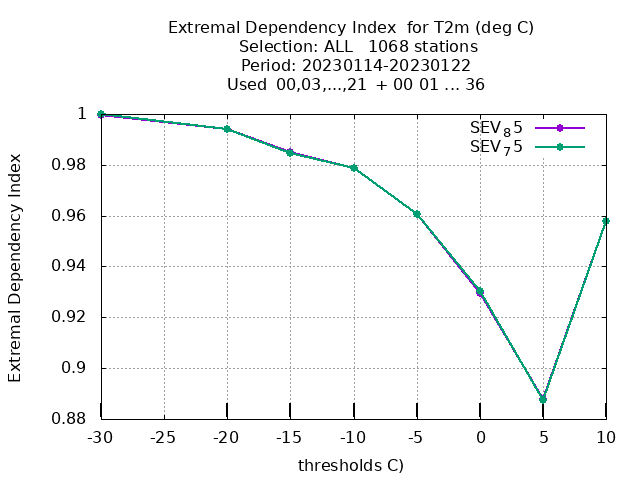 Extremal Dependency Index  for T2m (deg C)
Selection: ALL   1068 stations
Period: 20230114-20230122
Used  00,03,...,21  + 00 01 ... 36
SEV₈5
SEV₇5
Extremal Dependency Index
1
0.98
0.96
0.94
0.92
0.9
0.88
-30 -25 -20 -15 -10 -5 0 5 10
thresholds C)